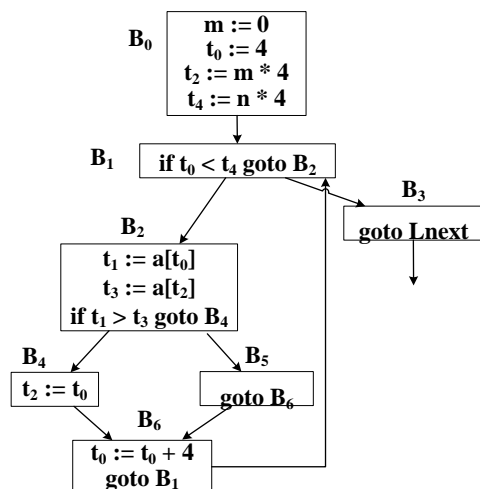 B₀
m := 0
t₀ := 4
t₂ := m * 4
t₄ := n * 4
B₁
if t₀ < t₄ goto B₂
B₃
goto Lnext
B₂
t₁ := a[t₀]
t₃ := a[t₂]
if t₁ > t₃ goto B₄
B₄
t₂ := t₀
B₅
goto B₆
B₆
t₀ := t₀ + 4
goto B₁